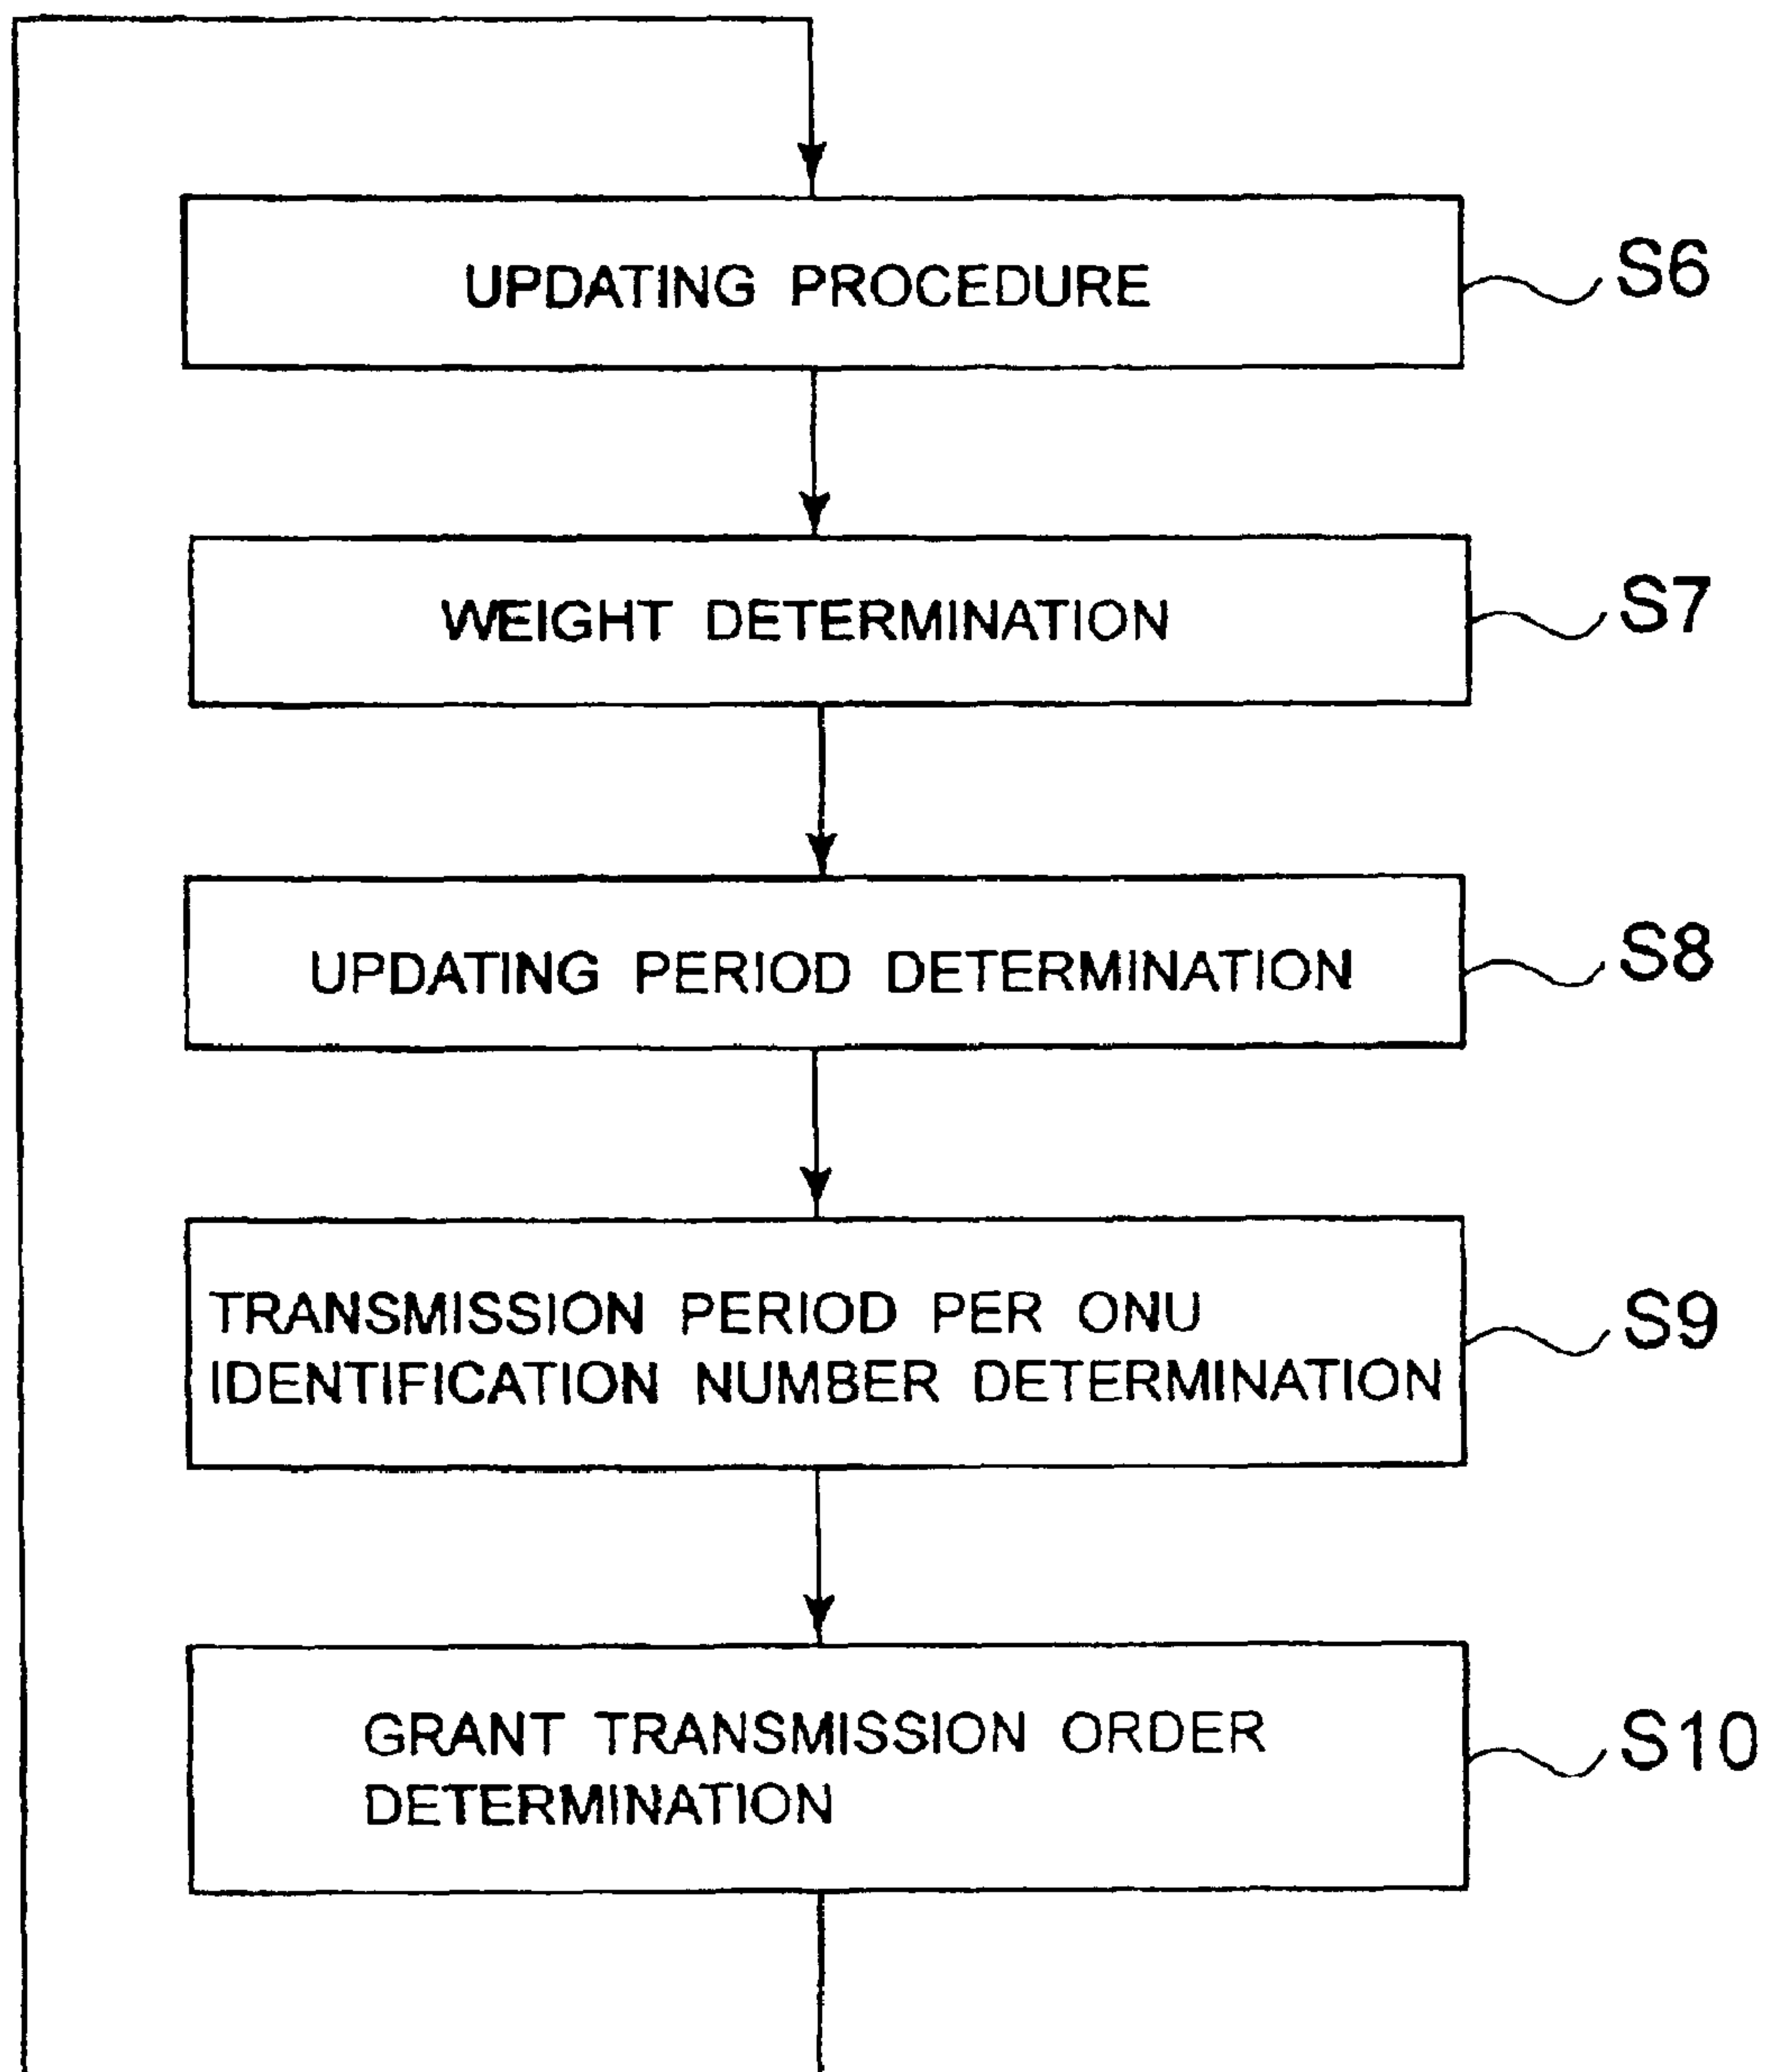 UPDATING PROCEDURE
S6
WEIGHT DETERMINATION
S7
UPDATING PERIOD DETERMINATION
S8
TRANSMISSION PERIOD PER ONU
IDENTIFICATION NUMBER DETERMINATION
S9
GRANT TRANSMISSION ORDER
DETERMINATION
S10